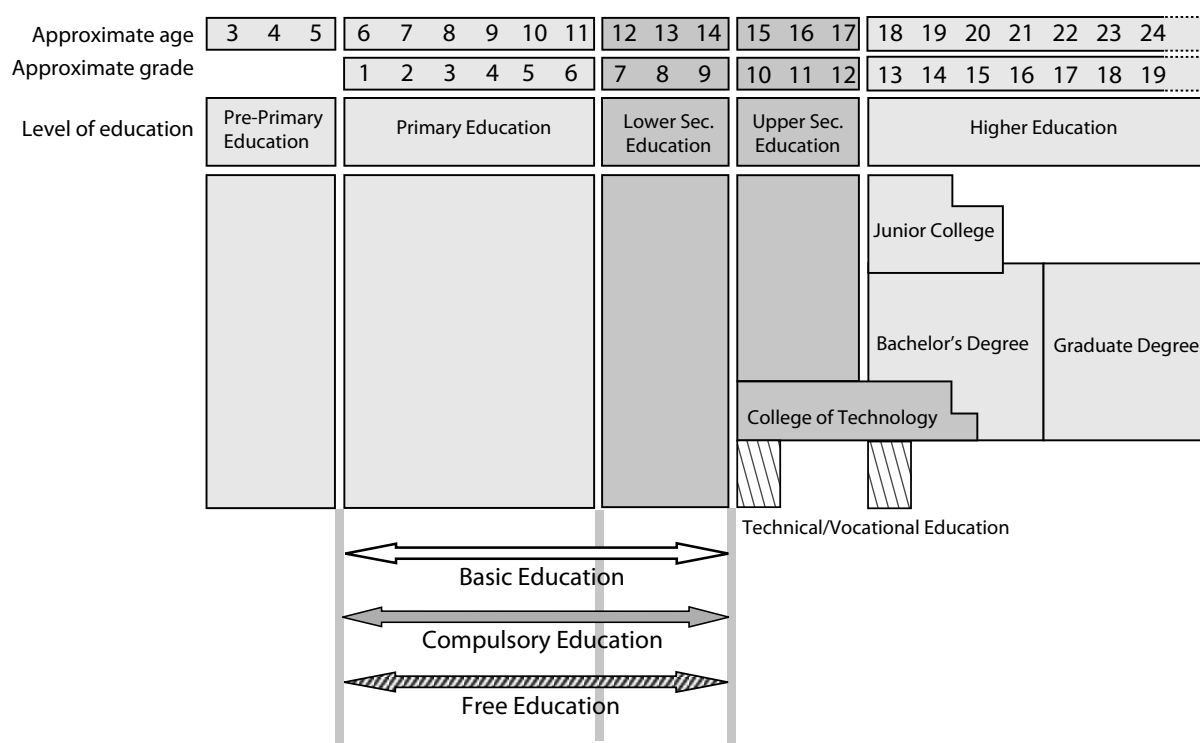 Approximate age 3 4 5 6 7 8 9 10 11 12 13 14 15 16 17 18 19 20 21 22 23 24
Approximate grade 1 2 3 4 5 6 7 8 9 10 11 12 13 14 15 16 17 18 19
Level of education
Pre-Primary
Education
Primary Education
Lower Sec.
Education
Upper Sec.
Education
Higher Education
Junior College
Bachelor's Degree
Graduate Degree
College of Technology
Technical/Vocational Education
Basic Education
Compulsory Education
Free Education